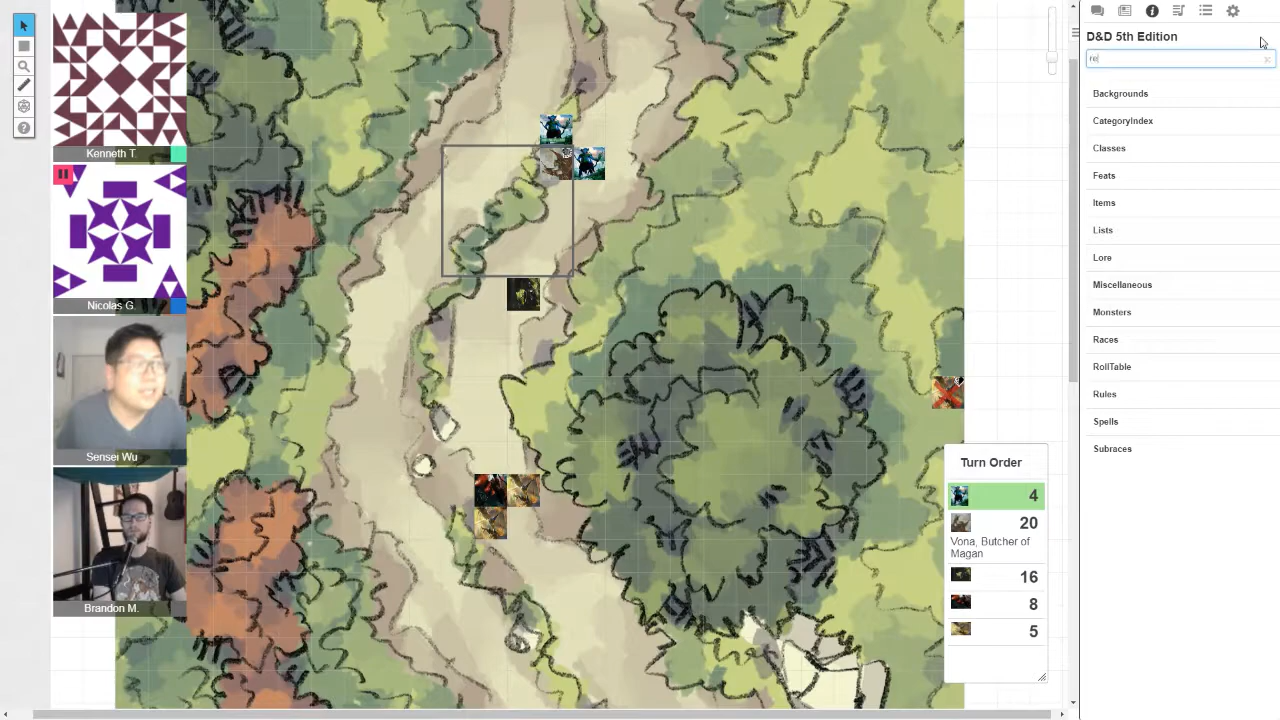 Kenneth T.
Nicolas G.
Sensei Wu
Brandon M.
Turn Order
4
20
Vona, Butcher of
Magan
16
8
5
D&D 5th Edition
re
Backgrounds
CategoryIndex
Classes
Feats
Items
Lists
Lore
Miscellaneous
Monsters
Races
RollTable
Rules
Spells
Subraces